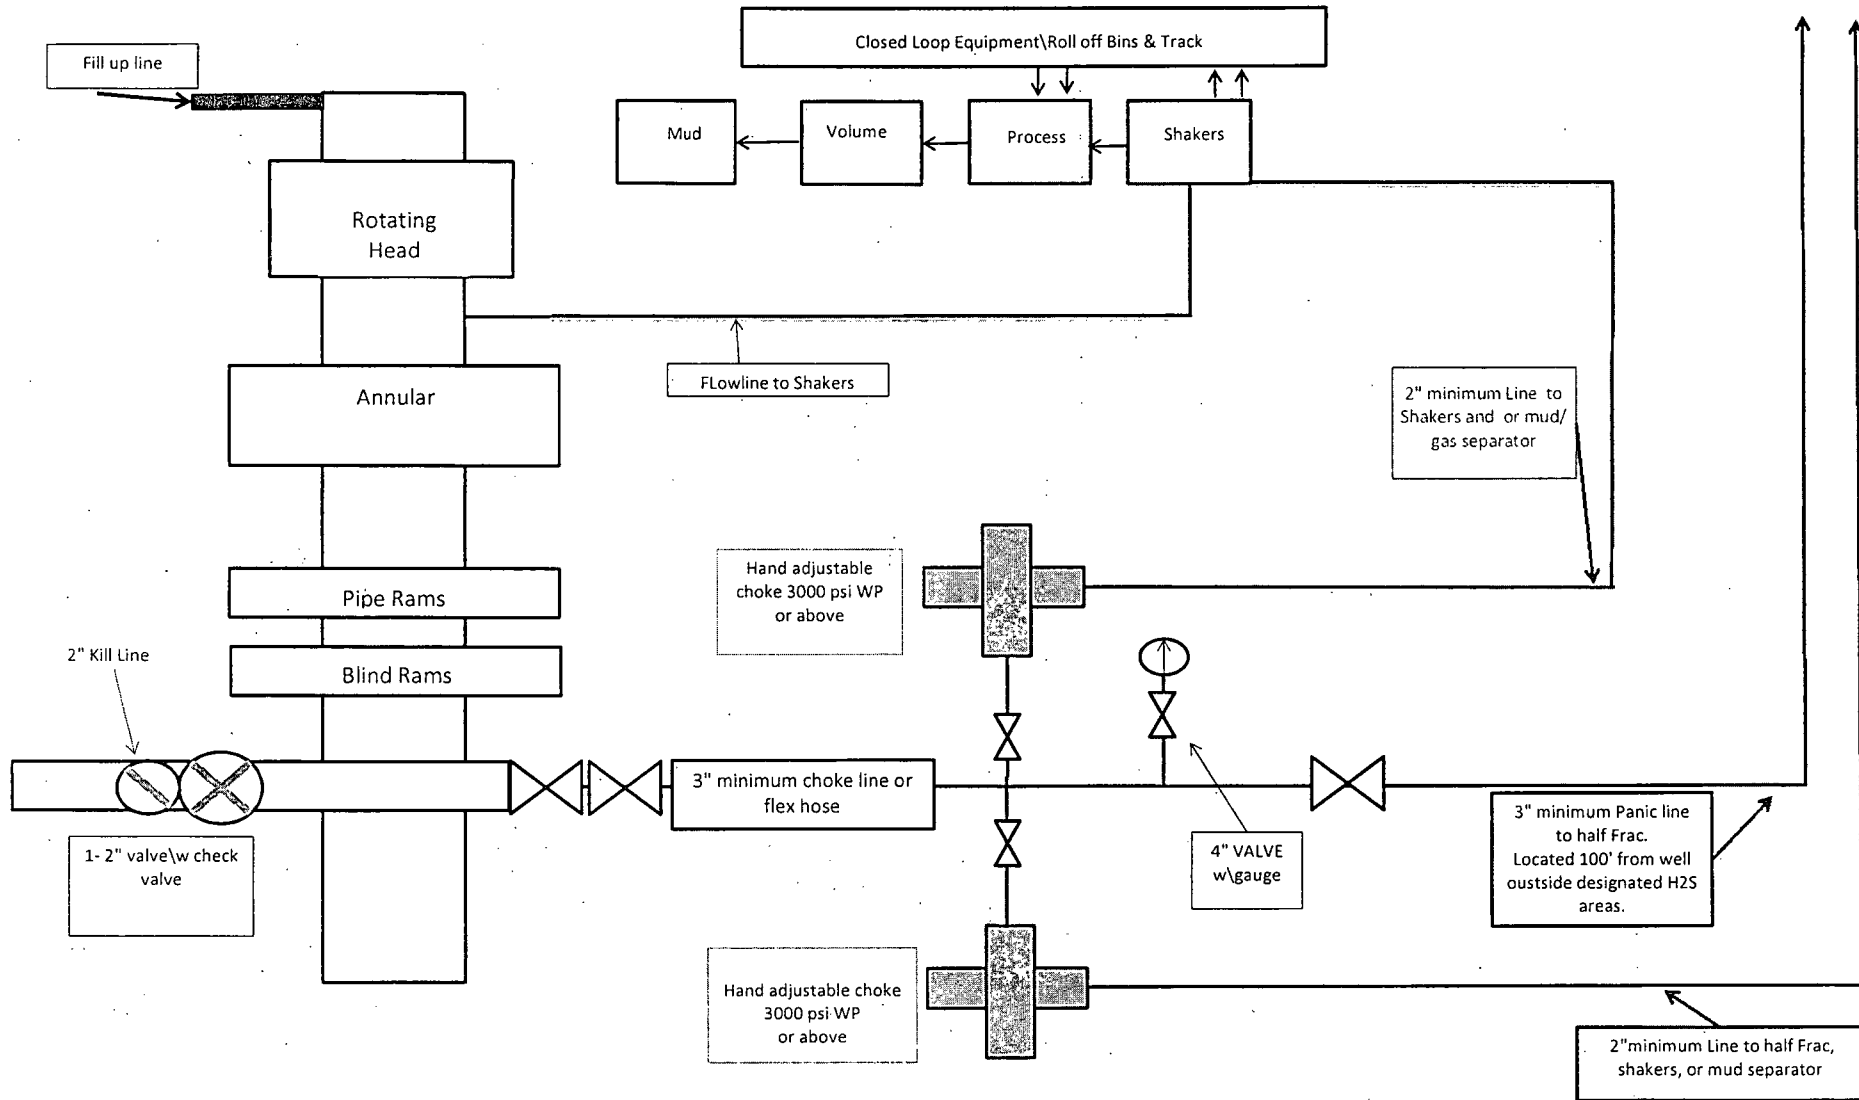 Closed Loop Equipment\Roll off Bins & Track
Fill up line
Mud
Volume
Process
Shakers
Rotating
Head
FLowline to Shakers
Annular
2" minimum Line to
Shakers and or mud/
gas separator
Hand adjustable
choke 3000 psi WP
or above
Pipe Rams
2" Kill Line
Blind Rams
3" minimum choke line or
flex hose
1- 2" valve\w check
valve
4" VALVE
w\gauge
3" minimum Panic line
to half Frac.
Located 100' from well
oustside designated H2S
areas.
Hand adjustable choke
3000 psi WP
or above
2"minimum Line to half Frac,
shakers, or mud separator